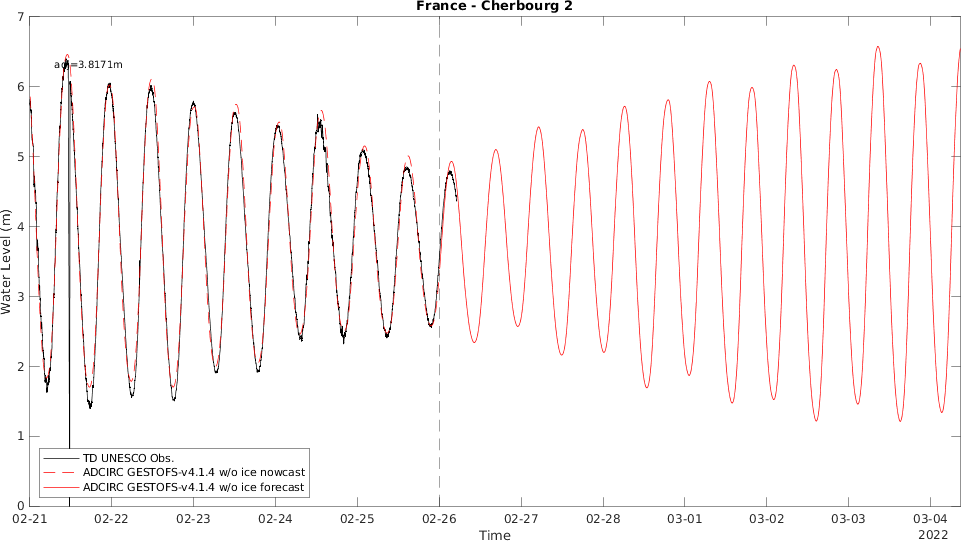 France - Cherbourg 2
7
6
5
4
3
2
1
0
Water Level (m)
=3.8171m
TD UNESCO Obs.
ADCIRC GESTOFS-v4.1.4 w/o ice nowcast
ADCIRC GESTOFS-v4.1.4 w/o ice forecast
02-21 02-22 02-23 02-24 02-25 02-26 02-27 02-28 03-01 03-02 03-03 03-04
Time
2022